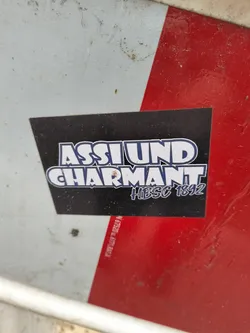 ASSI UND
CHARMANT
HBSC 1892